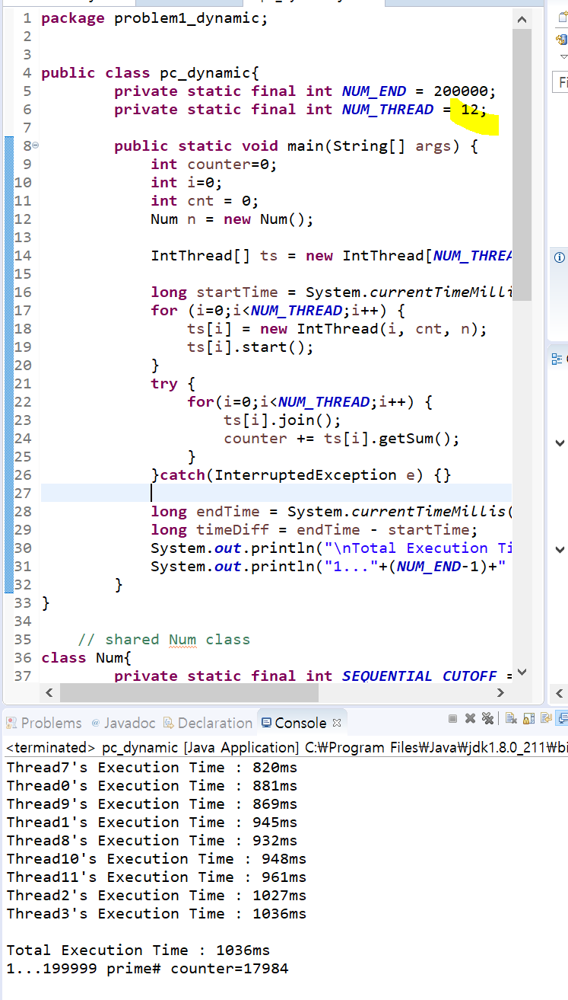 1 package problem1_dynamic;
2
3
4 public class pc_dynamic{
5 private static final int NUM_END = 200000;
6 private static final int NUM_THREAD = 12;
7
8 public static void main(String[] args) {
9 int counter=0;
10 int i=0;
11 int cnt = 0;
12 Num n = new Num();
13
14 IntThread[] ts = new IntThread[NUM_THREA
15
16 long startTime = System.currentTimeMilli
17 for (i=0;i<NUM_THREAD;i++) {
18 ts[i] = new IntThread(i, cnt, n);
19 ts[i].start();
20 }
21 try {
22 for(i=0;i<NUM_THREAD;i++) {
23 ts[i].join();
24 counter += ts[i].getSum();
25 }
26 }catch(InterruptedException e) {}
27
28 long endTime = System.currentTimeMillis(
29 long timeDiff = endTime - startTime;
30 System.out.println("\nTotal Execution Ti
31 System.out.println("1..."+(NUM_END-1)+"
32 }
33 }
34
35 // shared Num class
36 class Num{
37 private static final int SEQUENTIAL_CUTOFF =
Fi
Problems @ Javadoc Declaration Console
<terminated> pc_dynamic [Java Application] C:₩Program Files₩Java₩jdk1.8.0_211₩bi
Thread7's Execution Time : 820ms
Thread0's Execution Time : 881ms
Thread9's Execution Time : 869ms
Thread1's Execution Time : 945ms
Thread8's Execution Time : 932ms
Thread10's Execution Time : 948ms
Thread11's Execution Time : 961ms
Thread2's Execution Time : 1027ms
Thread3's Execution Time : 1036ms
Total Execution Time : 1036ms
1...199999 prime# counter=17984